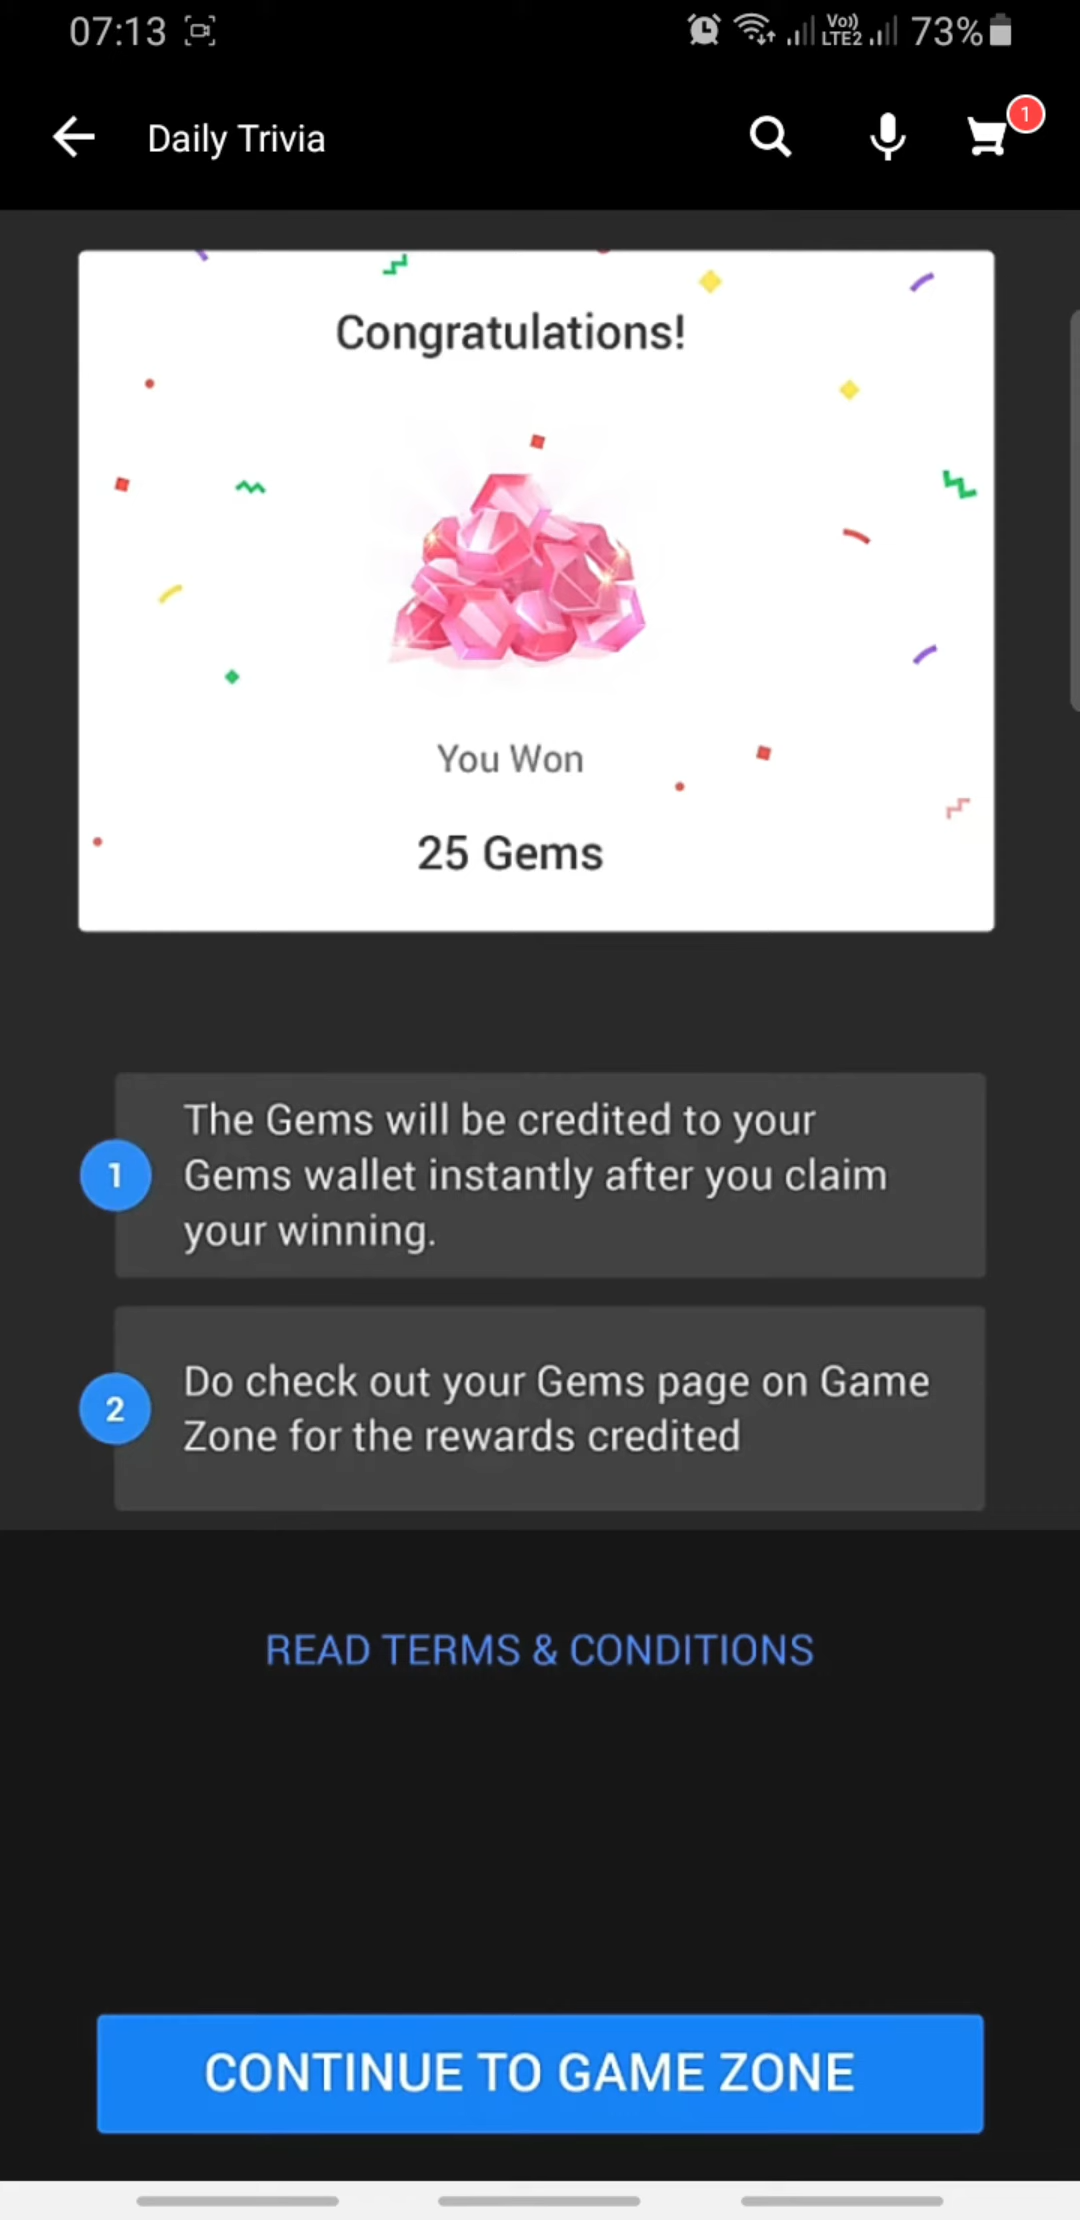 07:13
Vo)) LTE2 73%
Daily Trivia
1
Congratulations!
You Won
25 Gems
1
The Gems will be credited to your
Gems wallet instantly after you claim
your winning.
2
Do check out your Gems page on Game
Zone for the rewards credited
READ TERMS & CONDITIONS
CONTINUE TO GAME ZONE